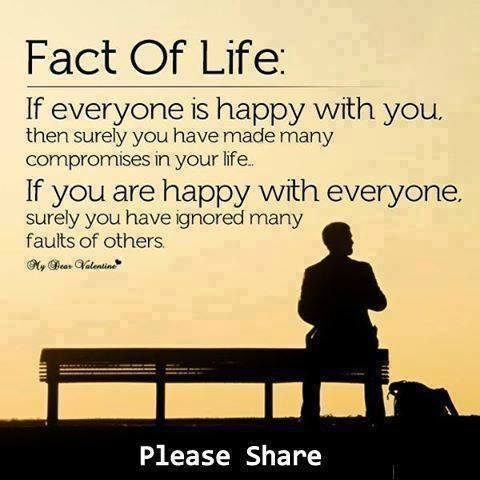 Fact Of Life:
If everyone is happy with you,
then surely you have made many
compromises in your life..
If you are happy with everyone,
surely you have ignored many
faults of others.
My Dear Valentine
Please Share